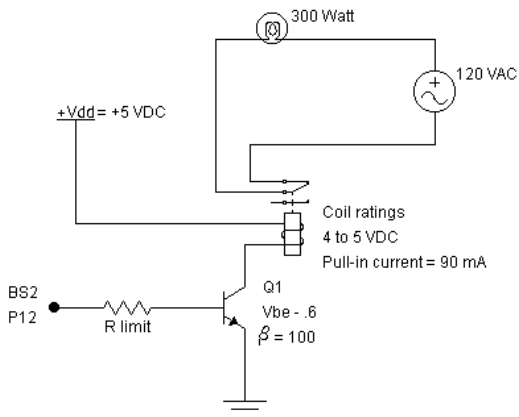 300 Watt
120 VAC
+Vdd = +5 VDC
Coil ratings
4 to 5 VDC
Pull-in current = 90 mA
BS2
P12
R limit
Q1
Vbe - .6
β = 100